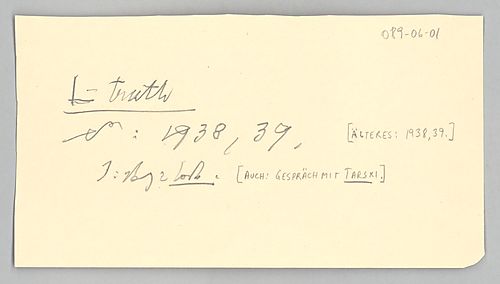 089-06-01
L- truth
: 1938, 39, [ÄLTERES: 1938,39.]
[AUCH: GESPRÄCH MIT TARSKI.]